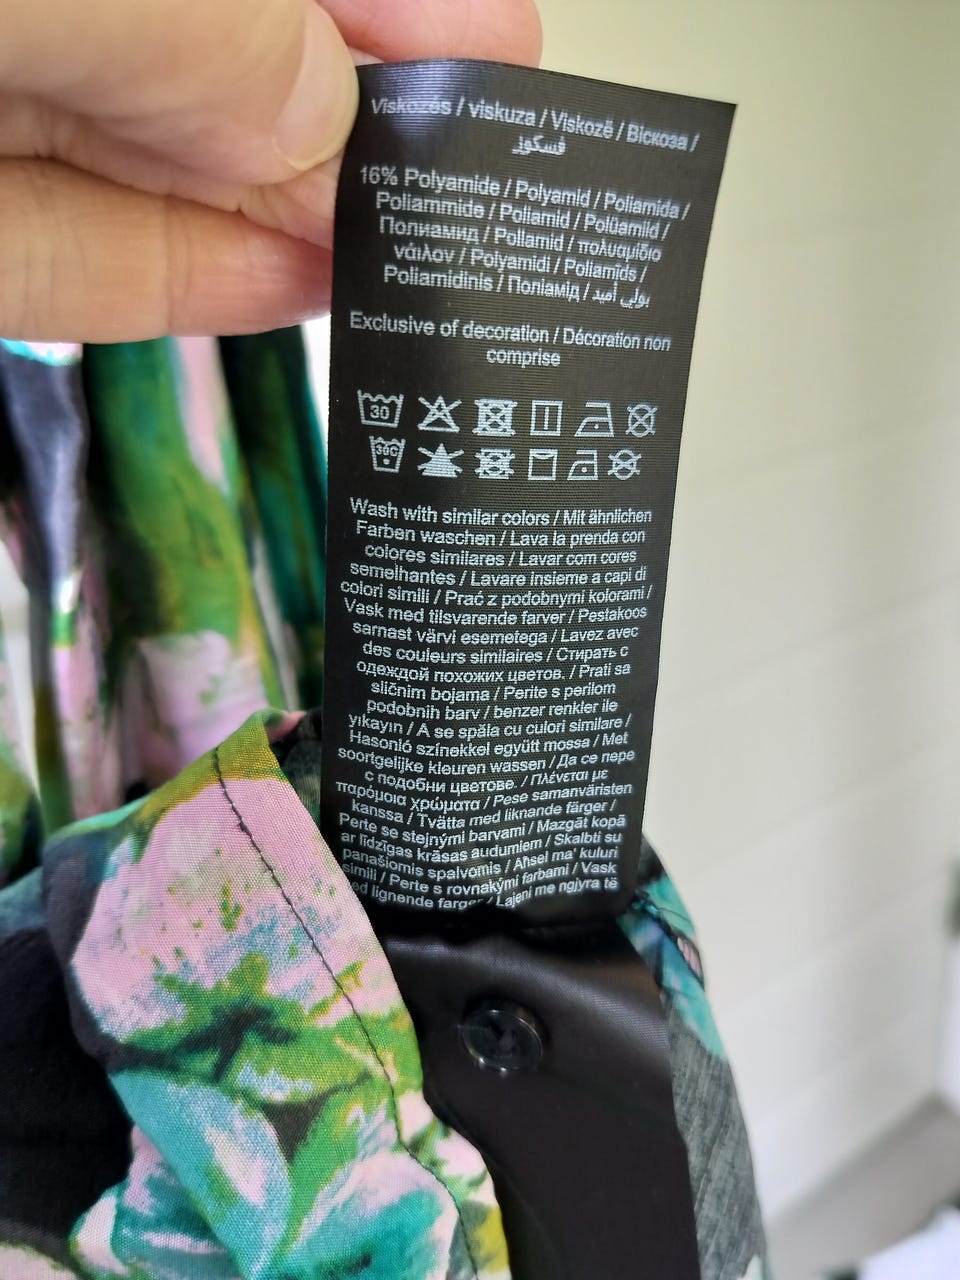 Viskozės / viskuza / Viskozë / Віскоза /
فسكوز
16% Polyamide / Polyamid / Poliamida /
Poliammide / Poliamid / Polüamiid /
Полиамид / Poliamid / πολυαμίδιο
νάιλον / Polyamidi / Poliamīds /
Poliamidinis / Поліамід / بولي أميد
Exclusive of decoration / Décoration non
comprise
30
30C
Wash with similar colors / Mit ähnlichen
Farben waschen / Lava la prenda con
colores similares / Lavar com cores
semelhantes / Lavare insieme a capi di
colori simili / Prać z podobnymi kolorami /
Vask med tilsvarende farver / Pestakoos
sarnast värvi esemetega / Lavez avec
des couleurs similaires / Стирать с
одеждой похожих цветов. / Prati sa
sličnim bojama / Perite s perilom
podobnih barv / benzer renkler ile
yıkayın / A se spăla cu culori similare /
Hasonló színekkel együtt mossa / Met
soortgelijke kleuren wassen / Да се пере
с подобни цветове. / Πλένεται με
παρόμοια χρώματα / Pese samanväristen
kanssa / Tvätta med liknande färger /
Perte se stejnými barvami / Mazgāt kopā
ar līdzīgas krāsas audumiem / Skalbti su
panašiomis spalvomis / Aħsel ma' kuluri
simili / Perte s rovnakými farbami / Vask
ed lignende farger / Lajeni me ngjyra të